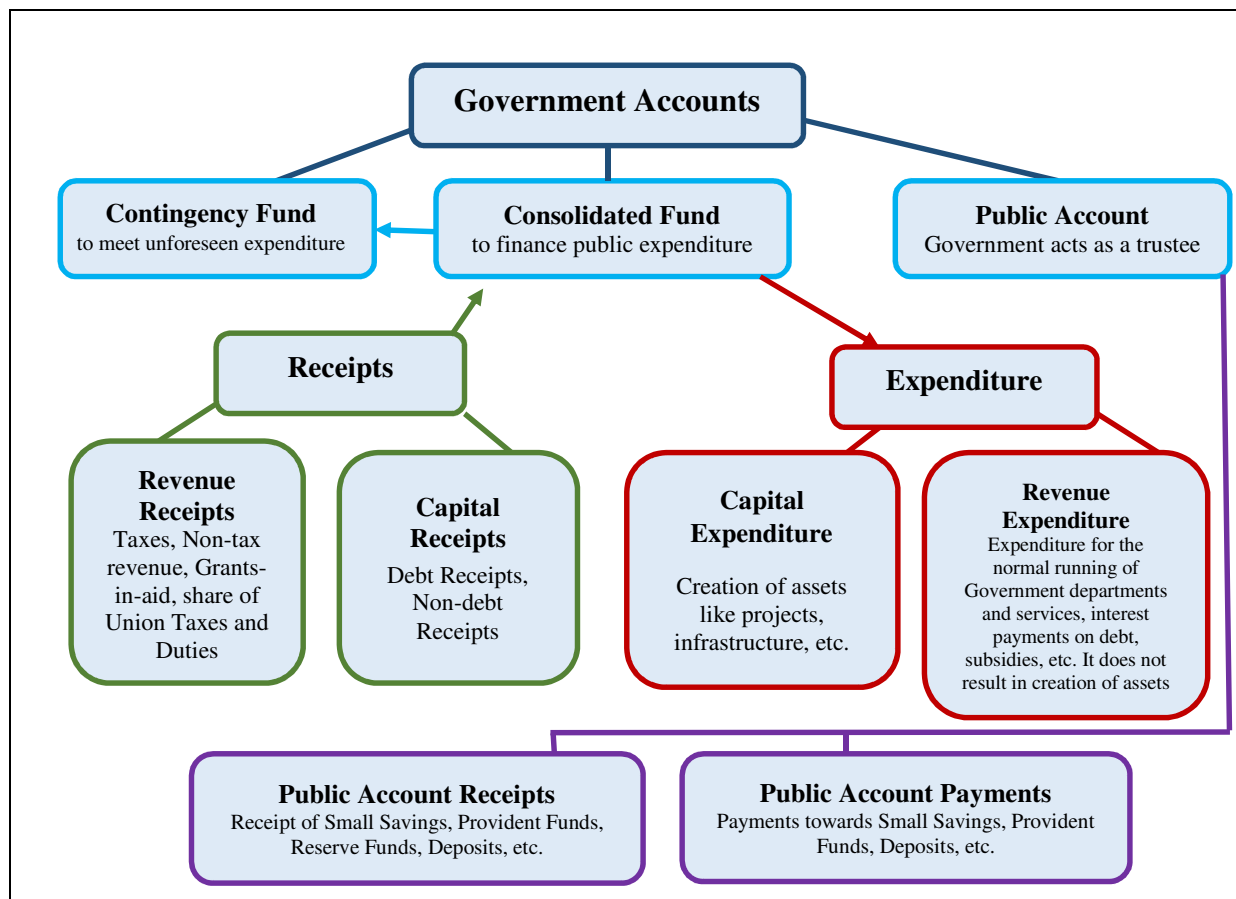 Government Accounts
Contingency Fund
to meet unforeseen expenditure
Consolidated Fund
to finance public expenditure
Public Account
Government acts as a trustee
Receipts
Expenditure
Revenue
Receipts
Taxes, Non-tax
revenue, Grants-
in-aid, share of
Union Taxes and
Duties
Capital
Receipts
Debt Receipts,
Non-debt
Receipts
Capital
Expenditure
Creation of assets
like projects,
infrastructure, etc.
Revenue
Expenditure
Expenditure for the
normal running of
Government departments
and services, interest
payments on debt,
subsidies, etc. It does not
result in creation of assets
Public Account Receipts
Receipt of Small Savings, Provident Funds,
Reserve Funds, Deposits, etc.
Public Account Payments
Payments towards Small Savings, Provident
Funds, Deposits, etc.